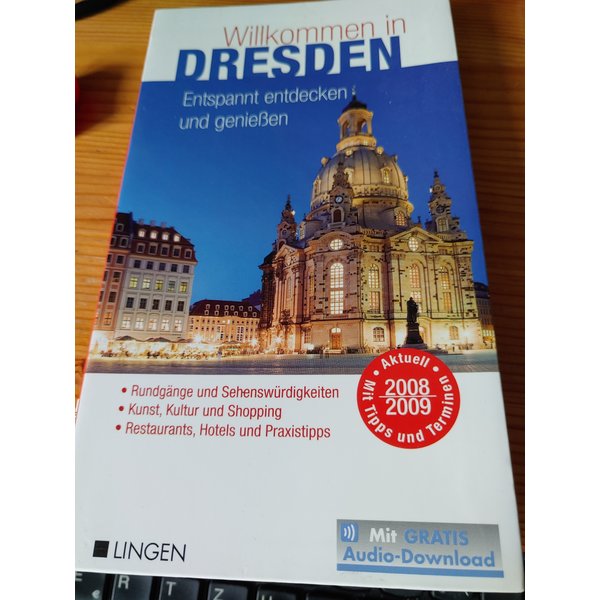 Willkommen in
DRESDEN
Entspannt entdecken
und genießen
• Rundgänge und Sehenswürdigkeiten
• Kunst, Kultur und Shopping
• Restaurants, Hotels und Praxistipps
• Aktuell •
2008
2009
Mit Tipps und Terminen
Mit GRATIS
Audio-Download
LINGEN
E R T Z